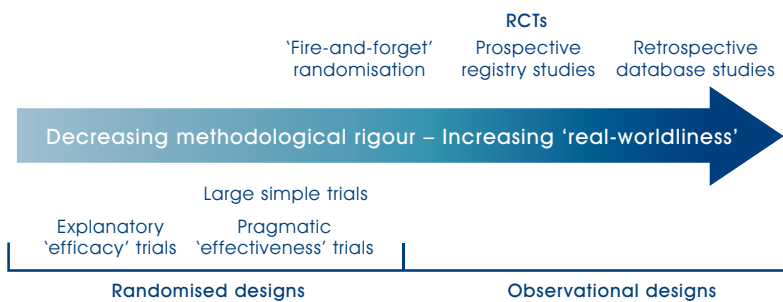 RCTs
‘Fire-and-forget’
randomisation
Prospective
registry studies
Retrospective
database studies
Decreasing methodological rigour – Increasing ‘real-worldliness’
Large simple trials
Explanatory
‘efficacy’ trials
Pragmatic
‘effectiveness’ trials
Randomised designs
Observational designs